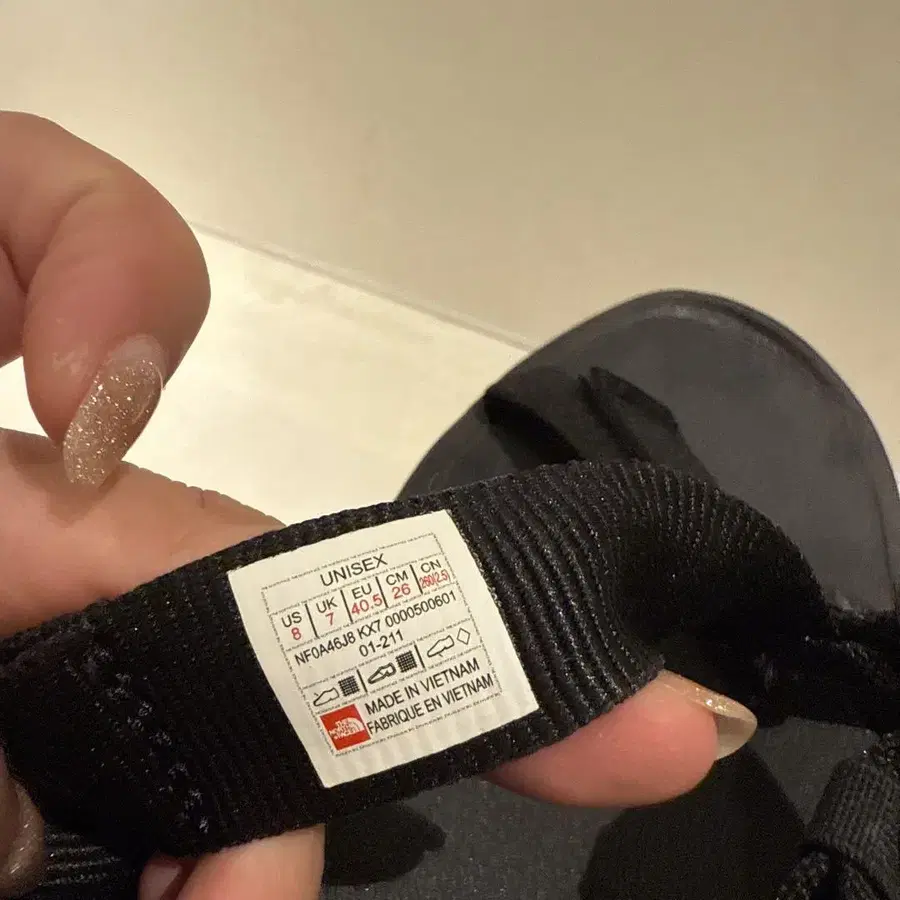 UNISEX
US UK EU CM CN
8 7 40.5 26 260(2.5)
NF0A46J8 KX7 0000500601
01-211
MADE IN VIETNAM
FABRIQUE EN VIETNAM
THE
NORTH
FACE